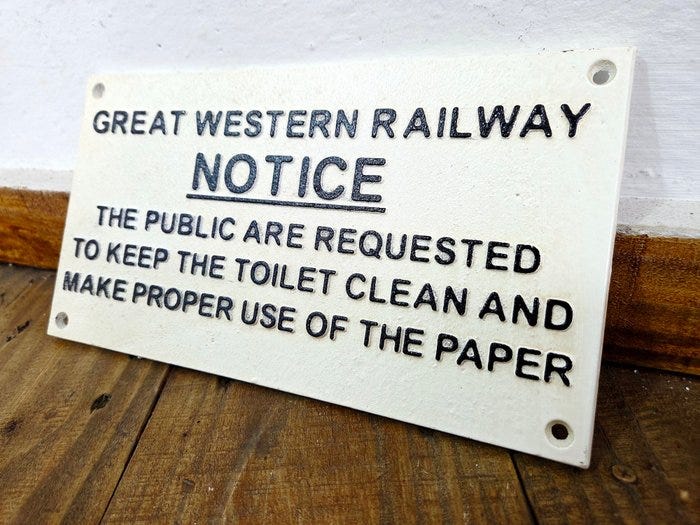 GREAT WESTERN RAILWAY
NOTICE
THE PUBLIC ARE REQUESTED
TO KEEP THE TOILET CLEAN AND
MAKE PROPER USE OF THE PAPER